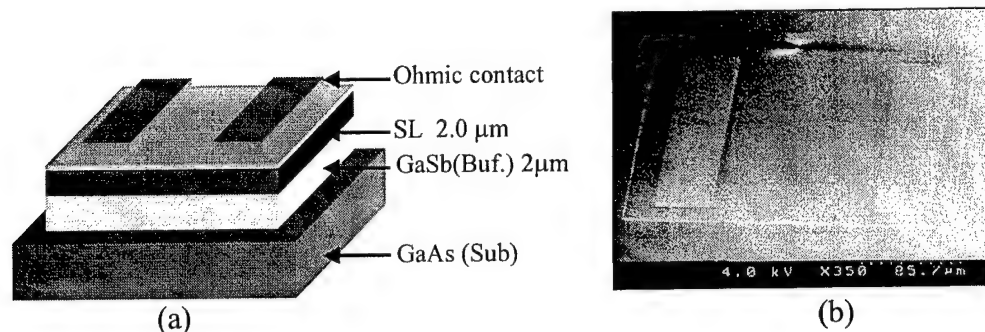 Ohmic contact
SL 2.0 μm
GaSb(Buf.) 2μm
GaAs (Sub)
(a)
4.0 kV X350 85.7μm
(b)